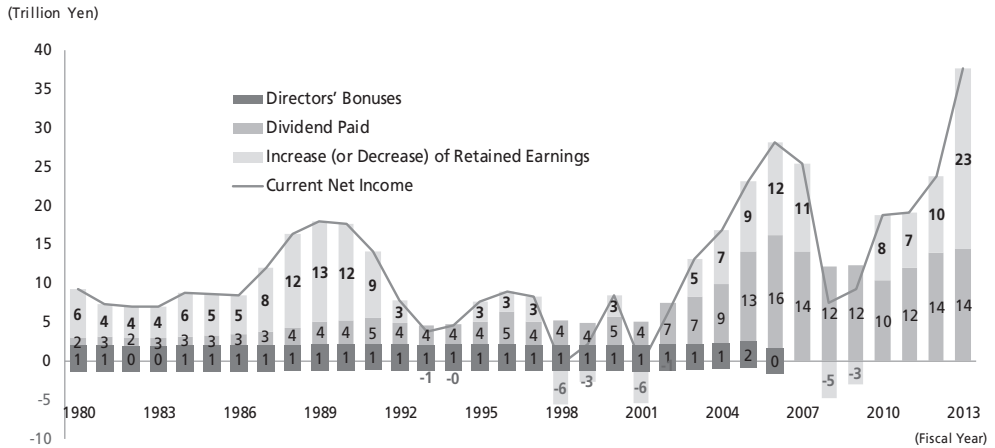 (Trillion Yen)
40
35
30
25
20
15
10
5
0
-5
-10
Directors' Bonuses
Dividend Paid
Increase (or Decrease) of Retained Earnings
Current Net Income
6 4 4 4 6 5 5 8 12 13 12 9 3 3 3 3 3 5 7 9 12 11 8 7 10 23
2 3 2 3 3 3 3 3 4 4 4 5 4 4 4 4 5 4 4 4 5 4 7 7 9 13 16 14 12 12 10 12 14 14
1 1 0 0 1 1 1 1 1 1 1 1 1 1 1 1 1 1 1 1 1 1 1 1 1 2 0
-1 -0 -6 -3 -6 -1 -5 -3
1980 1983 1986 1989 1992 1995 1998 2001 2004 2007 2010 2013
(Fiscal Year)